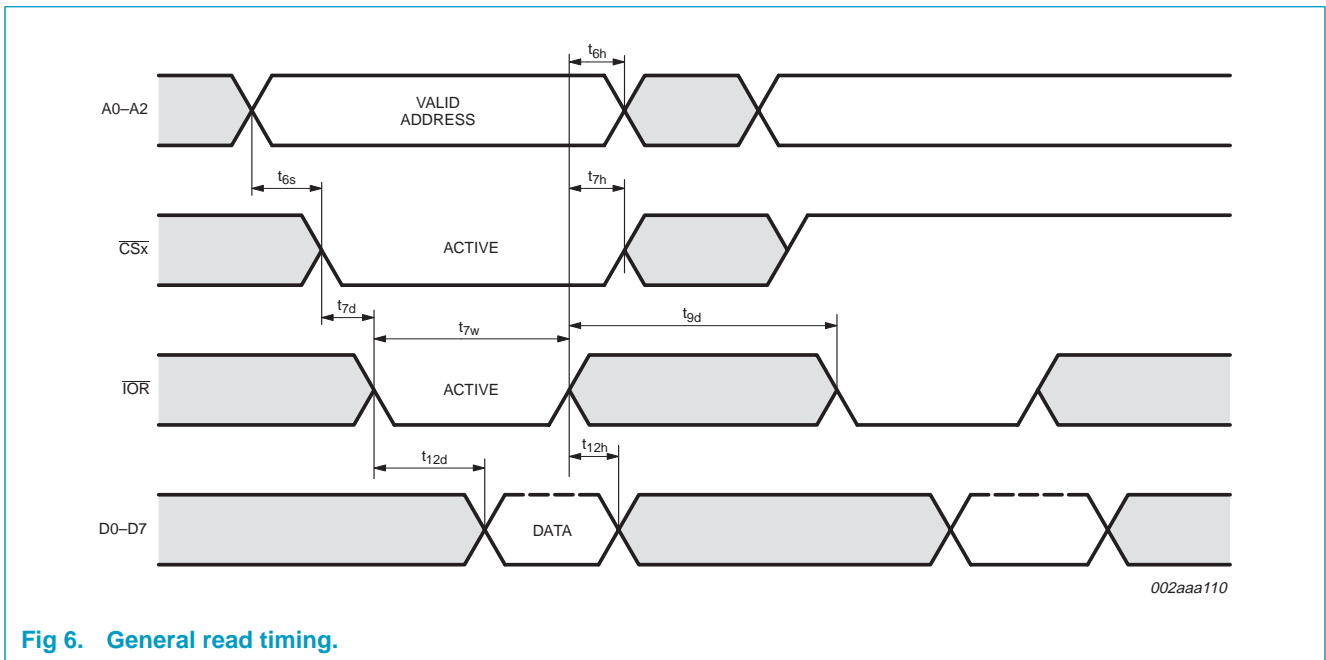 t6h
A0–A2
VALID
ADDRESS
t6s
t7h
CSx
ACTIVE
t7d
t7w
t9d
IOR
ACTIVE
t12d
t12h
D0–D7
DATA
002aaa110
Fig 6. General read timing.